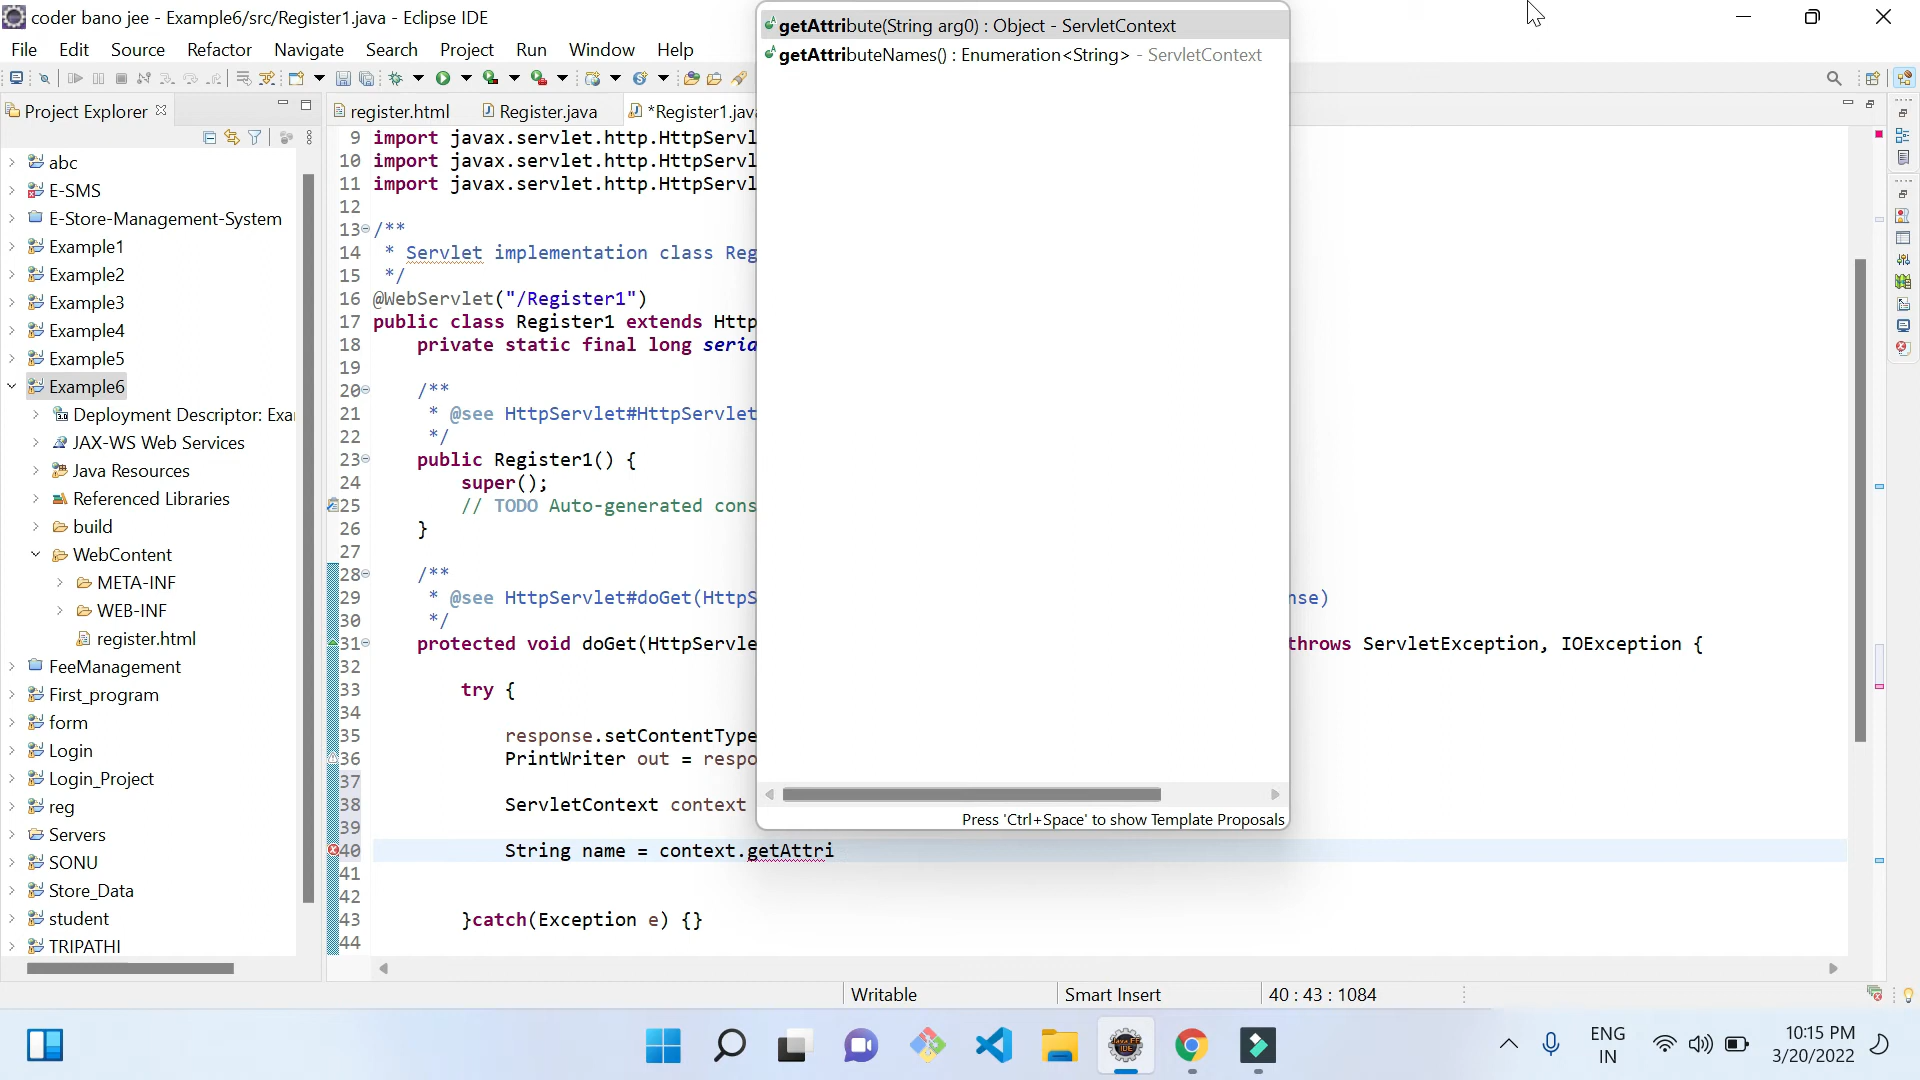 coder bano jee - Example6/src/Register1.java - Eclipse IDE
File Edit Source Refactor Navigate Search Project Run Window Help
Project Explorer
abc
E-SMS
E-Store-Management-System
Example1
Example2
Example3
Example4
Example5
Example6
Deployment Descriptor: Exa
JAX-WS Web Services
Java Resources
Referenced Libraries
build
WebContent
META-INF
WEB-INF
register.html
FeeManagement
First_program
form
Login
Login_Project
reg
Servers
SONU
Store_Data
student
TRIPATHI
register.html Register.java *Register1.java
9 import javax.servlet.http.HttpServl
10 import javax.servlet.http.HttpServl
11 import javax.servlet.http.HttpServl
12
13 /**
14 * Servlet implementation class Reg
15 */
16 @WebServlet("/Register1")
17 public class Register1 extends Http
18 private static final long seria
19
20 /**
21 * @see HttpServlet#HttpServlet
22 */
23 public Register1() {
24 super();
25 // TODO Auto-generated cons
26 }
27
28 /**
29 * @see HttpServlet#doGet(HttpS nse)
30 */
31 protected void doGet(HttpServle throws ServletException, IOException {
32
33 try {
34
35 response.setContentType
36 PrintWriter out = respo
37
38 ServletContext context
39
40 String name = context.getAttri
41
42
43 }catch(Exception e) {}
44
getAttribute(String arg0) : Object - ServletContext
getAttributeNames() : Enumeration<String> - ServletContext
Press 'Ctrl+Space' to show Template Proposals
Writable Smart Insert 40 : 43 : 1084
ENG
IN
10:15 PM
3/20/2022